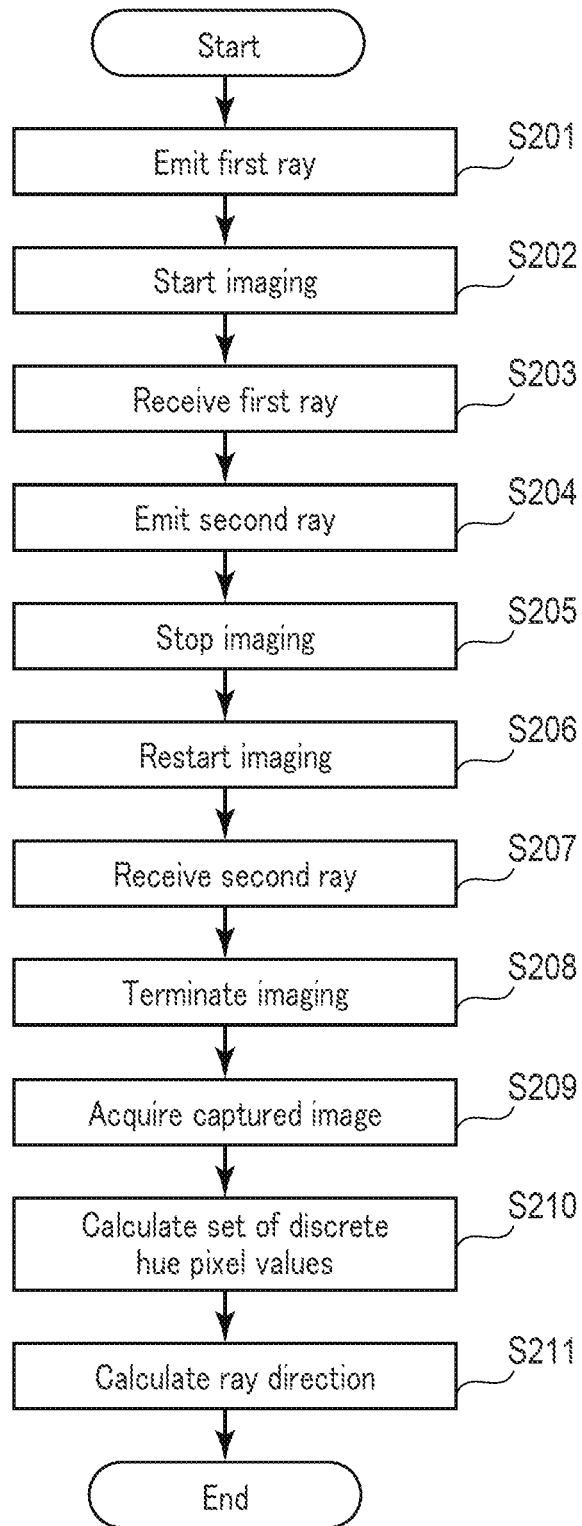 Start
S201
Emit first ray
S202
Start imaging
S203
Receive first ray
S204
Emit second ray
S205
Stop imaging
S206
Restart imaging
S207
Receive second ray
S208
Terminate imaging
S209
Acquire captured image
S210
Calculate set of discrete
hue pixel values
S211
Calculate ray direction
End